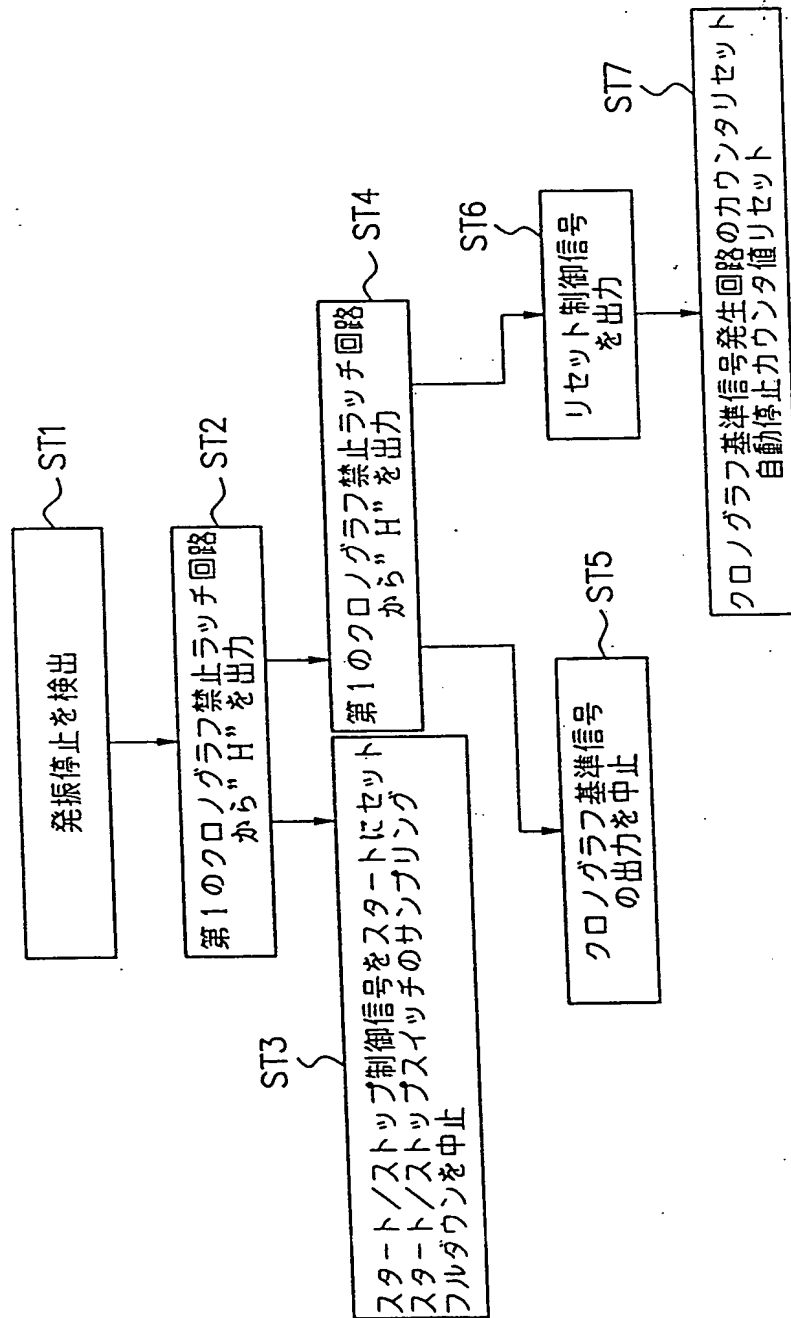 ST1
発振停止を検出
ST2
第1のクロノグラフ禁止ラッチ回路
から"H"を出力
ST3
スタート/ストップ制御信号をスタートにセット
スタート/ストップスイッチのサンプリング
フルダウンを中止
ST4
第1のクロノグラフ禁止ラッチ回路
から"H"を出力
ST5
クロノグラフ基準信号
の出力を中止
ST6
リセット制御信号
を出力
ST7
クロノグラフ基準信号発生回路のカウンタリセット
自動停止カウンタ値リセット